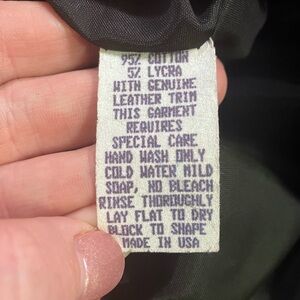 95% COTTON
5% LYCRA
WITH GENUINE
LEATHER TRIM
THIS GARMENT
REQUIRES
SPECIAL CARE
HAND WASH ONLY
COLD WATER MILD
SOAP, NO BLEACH
RINSE THOROUGHLY
LAY FLAT TO DRY
BLOCK TO SHAPE
MADE IN USA